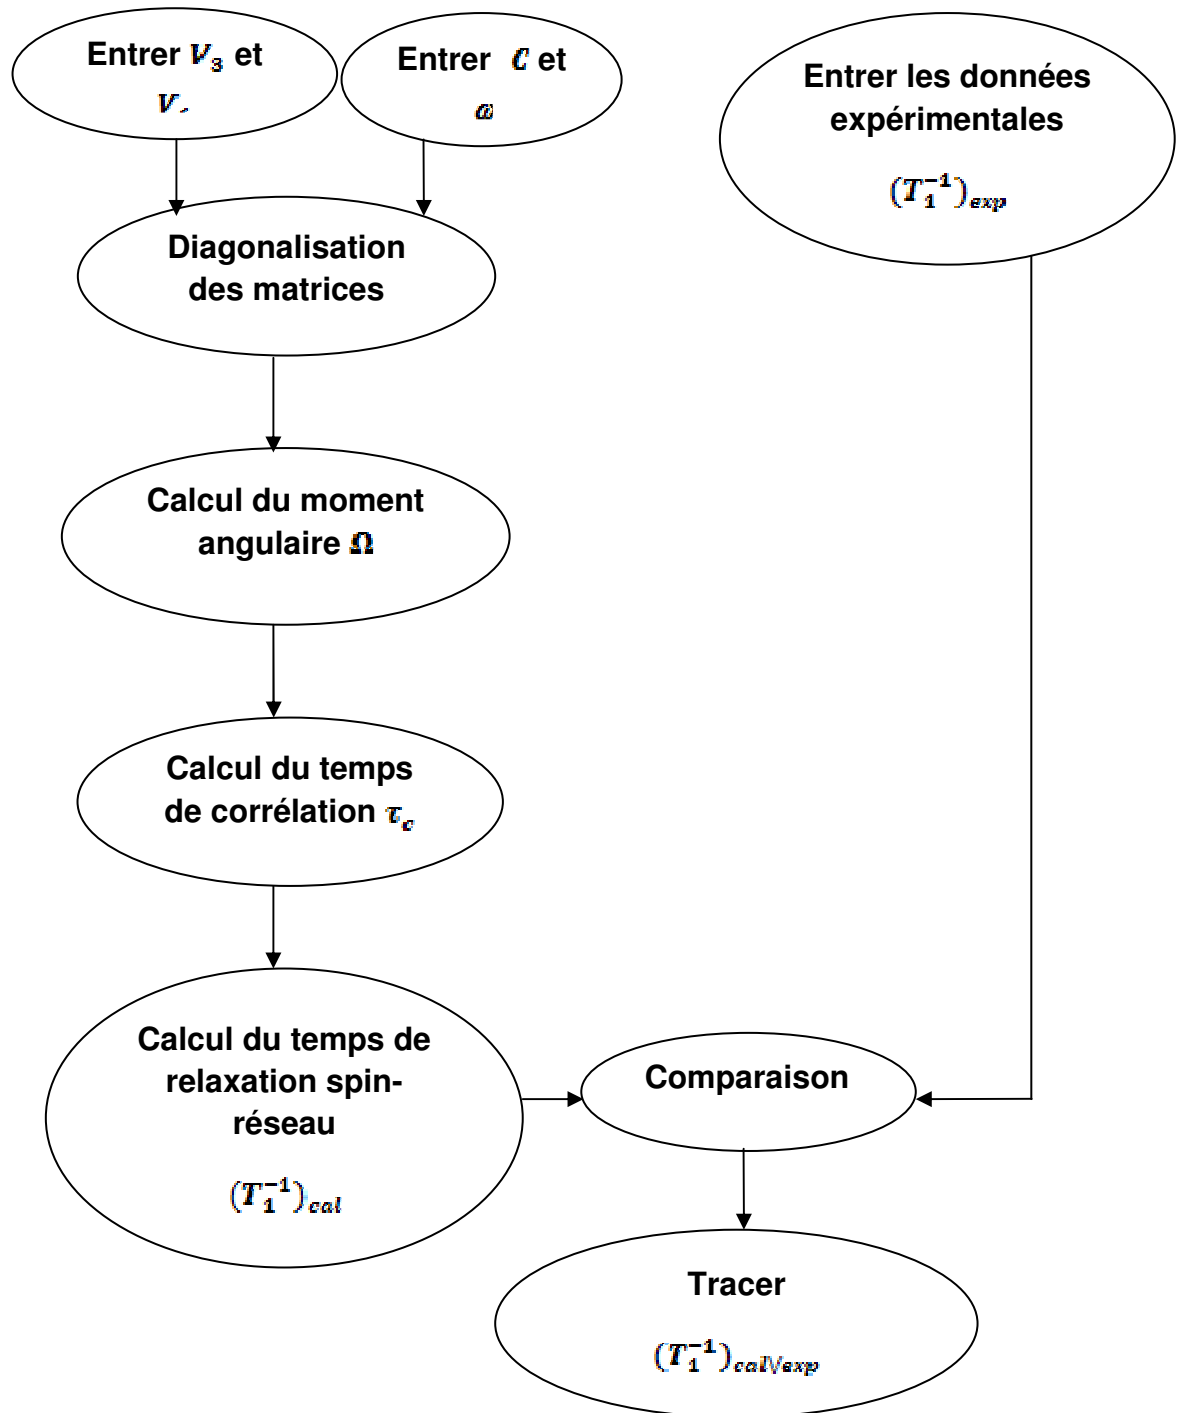 Entrer V₃ et
Entrer C et
ω
Entrer les données
expérimentales
(T₁⁻¹)exp
Diagonalisation
des matrices
Calcul du moment
angulaire Ω
Calcul du temps
de corrélation τc
Calcul du temps de
relaxation spin-
réseau
(T₁⁻¹)cal
Comparaison
Tracer
(T₁⁻¹)cal/exp